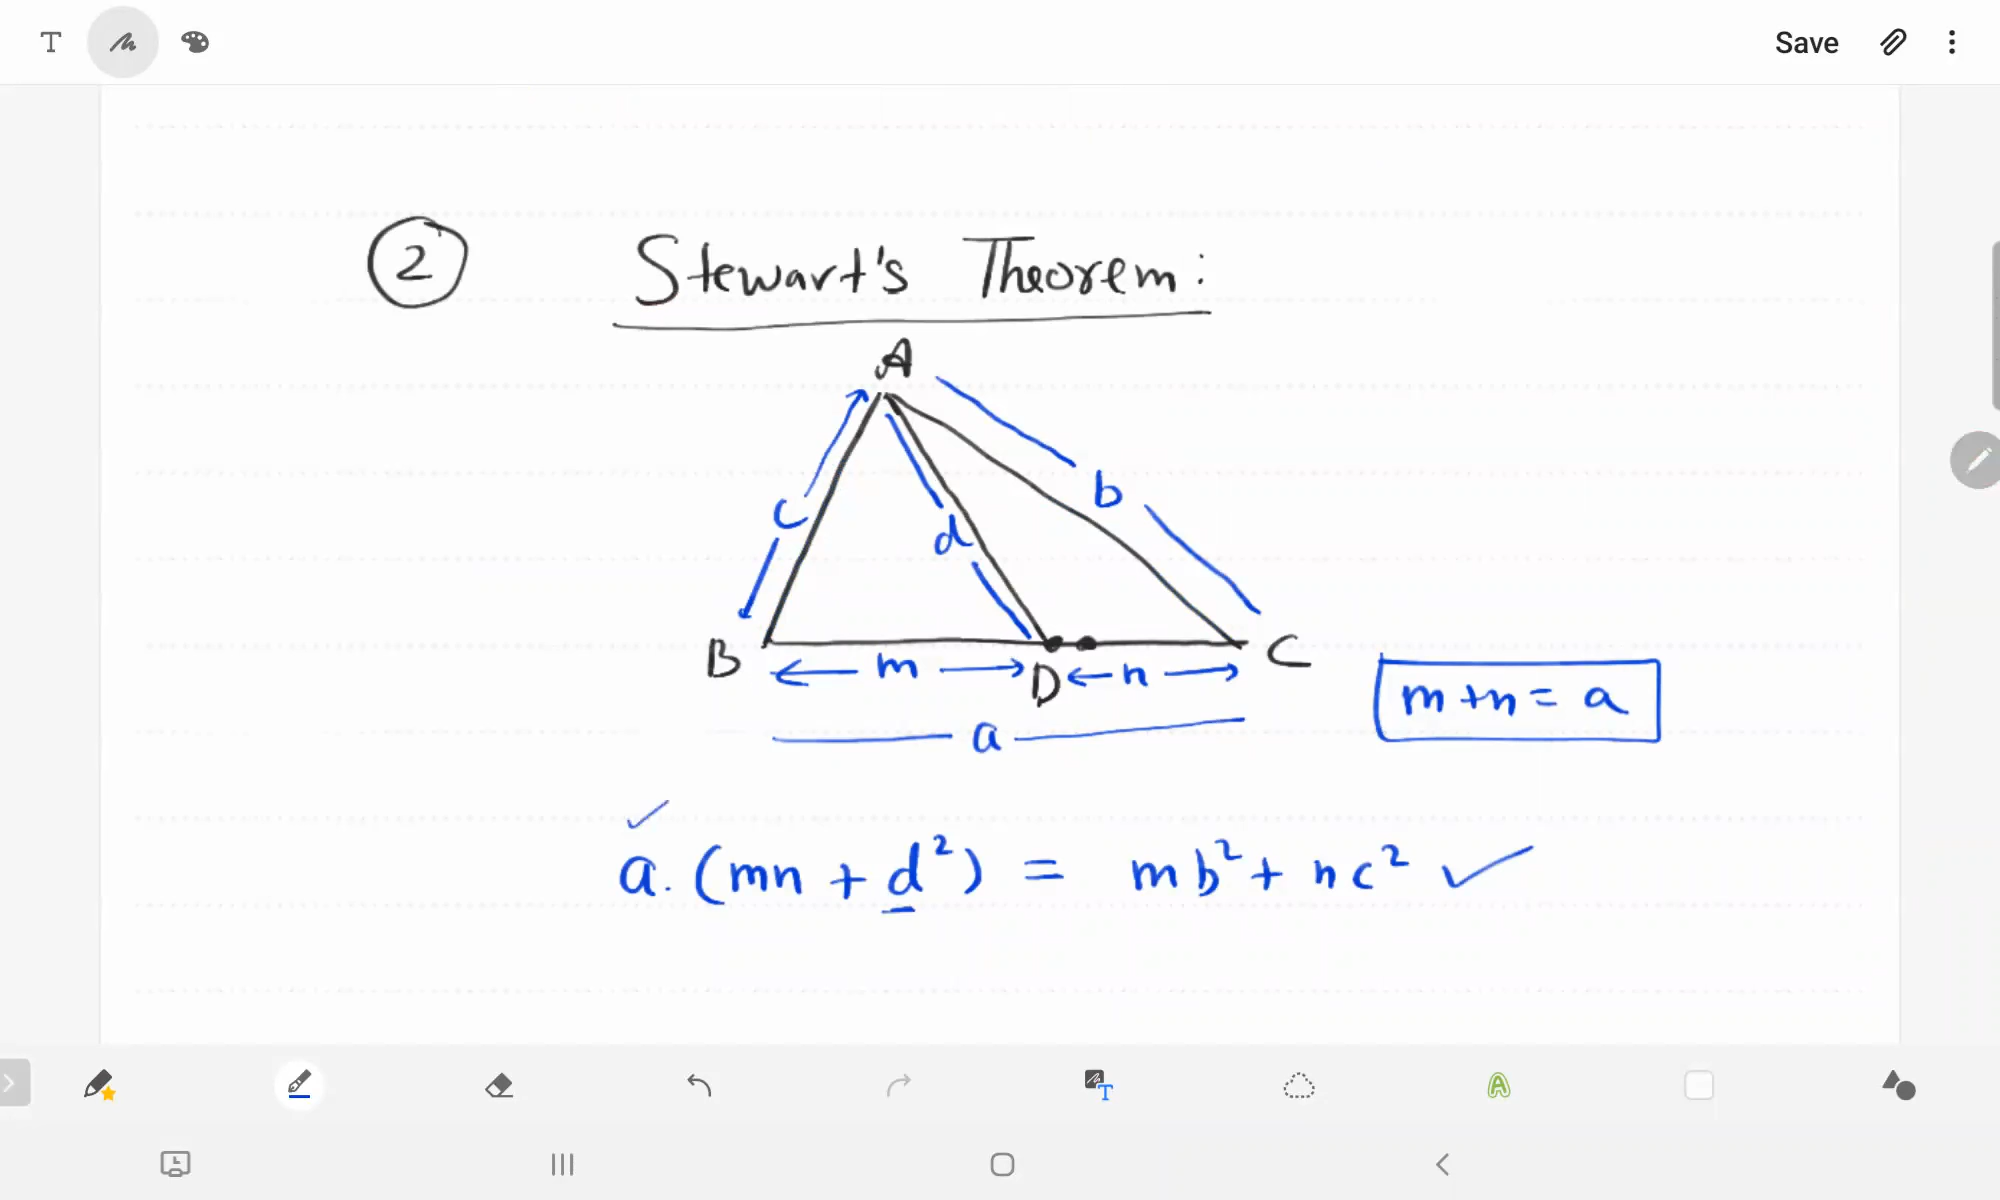 Save
2
Stewart's Theorem :
A
c
b
d
B
m
D
n
C
a
m + n = a
a. (mn + d²) = mb² + nc²